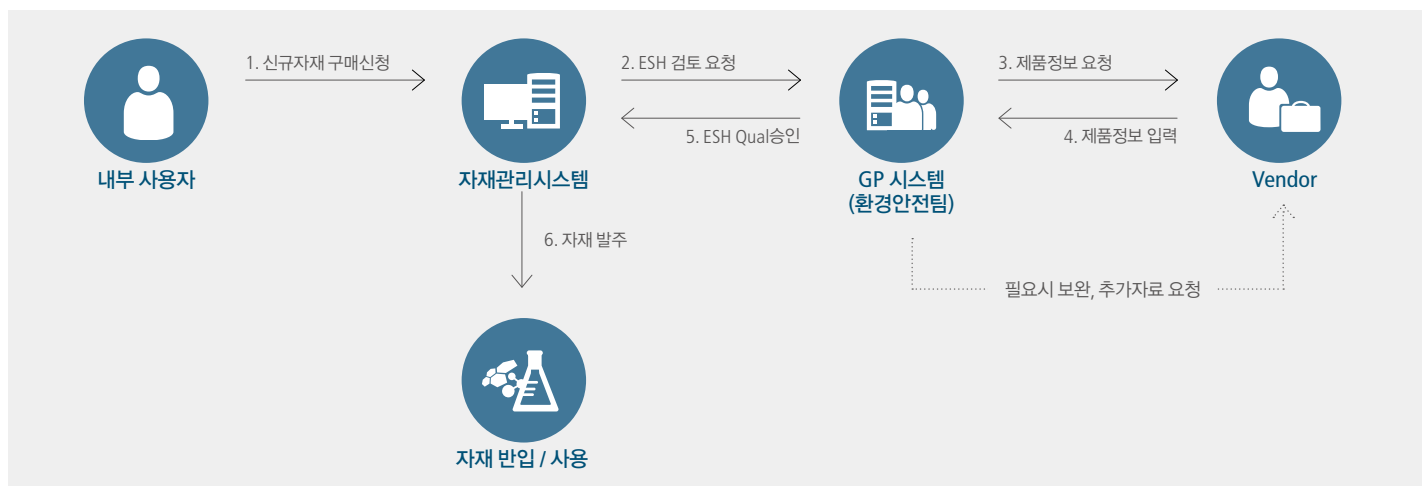 1. 신규자재 구매신청
2. ESH 검토 요청
3. 제품정보 요청
5. ESH Qual승인
4. 제품정보 입력
내부 사용자
자재관리시스템
GP 시스템
(환경안전팀)
Vendor
6. 자재 발주
필요시 보완, 추가자료 요청
자재 반입 / 사용